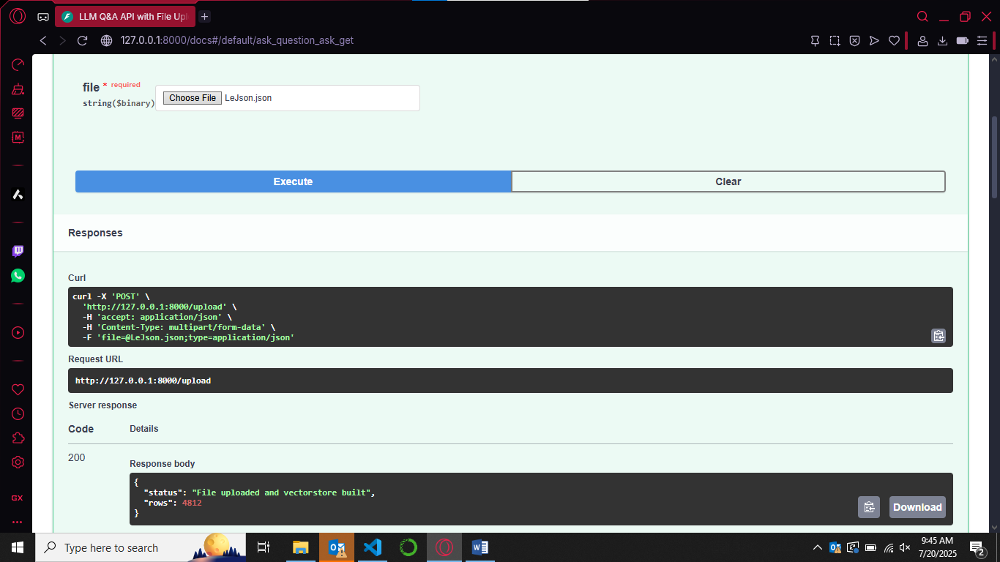 LLM Q&A API with File Upl
127.0.0.1:8000/docs#/default/ask_question_ask_get
M
file * required
string($binary)
Choose File LeJson.json
Execute
Clear
Responses
Curl
curl -X 'POST' \
'http://127.0.0.1:8000/upload' \
-H 'accept: application/json' \
-H 'Content-Type: multipart/form-data' \
-F 'file=@LeJson.json;type=application/json'
Request URL
http://127.0.0.1:8000/upload
Server response
Code Details
200
Response body
{
"status": "File uploaded and vectorstore built",
"rows": 4812
}
Download
GX
Type here to search
9:45 AM
7/20/2025
2